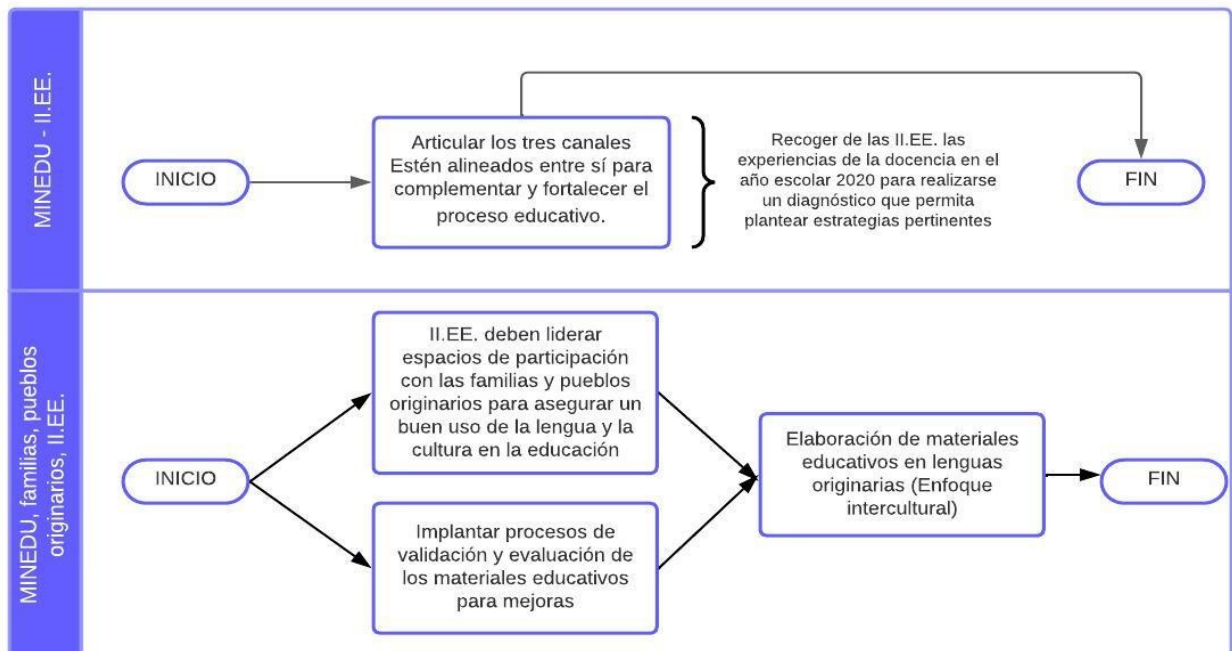 MINEDU - II.EE.
INICIO
Articular los tres canales
Estén alineados entre sí para
complementar y fortalecer el
proceso educativo.
Recoger de las II.EE. las
experiencias de la docencia en el
año escolar 2020 para realizarse
un diagnóstico que permita
plantear estrategias pertinentes
FIN
MINEDU, familias, pueblos
originarios, II.EE.
INICIO
II.EE. deben liderar
espacios de participación
con las familias y pueblos
originarios para asegurar un
buen uso de la lengua y la
cultura en la educación
Implantar procesos de
validación y evaluación de
los materiales educativos
para mejoras
Elaboración de materiales
educativos en lenguas
originarias (Enfoque
intercultural)
FIN